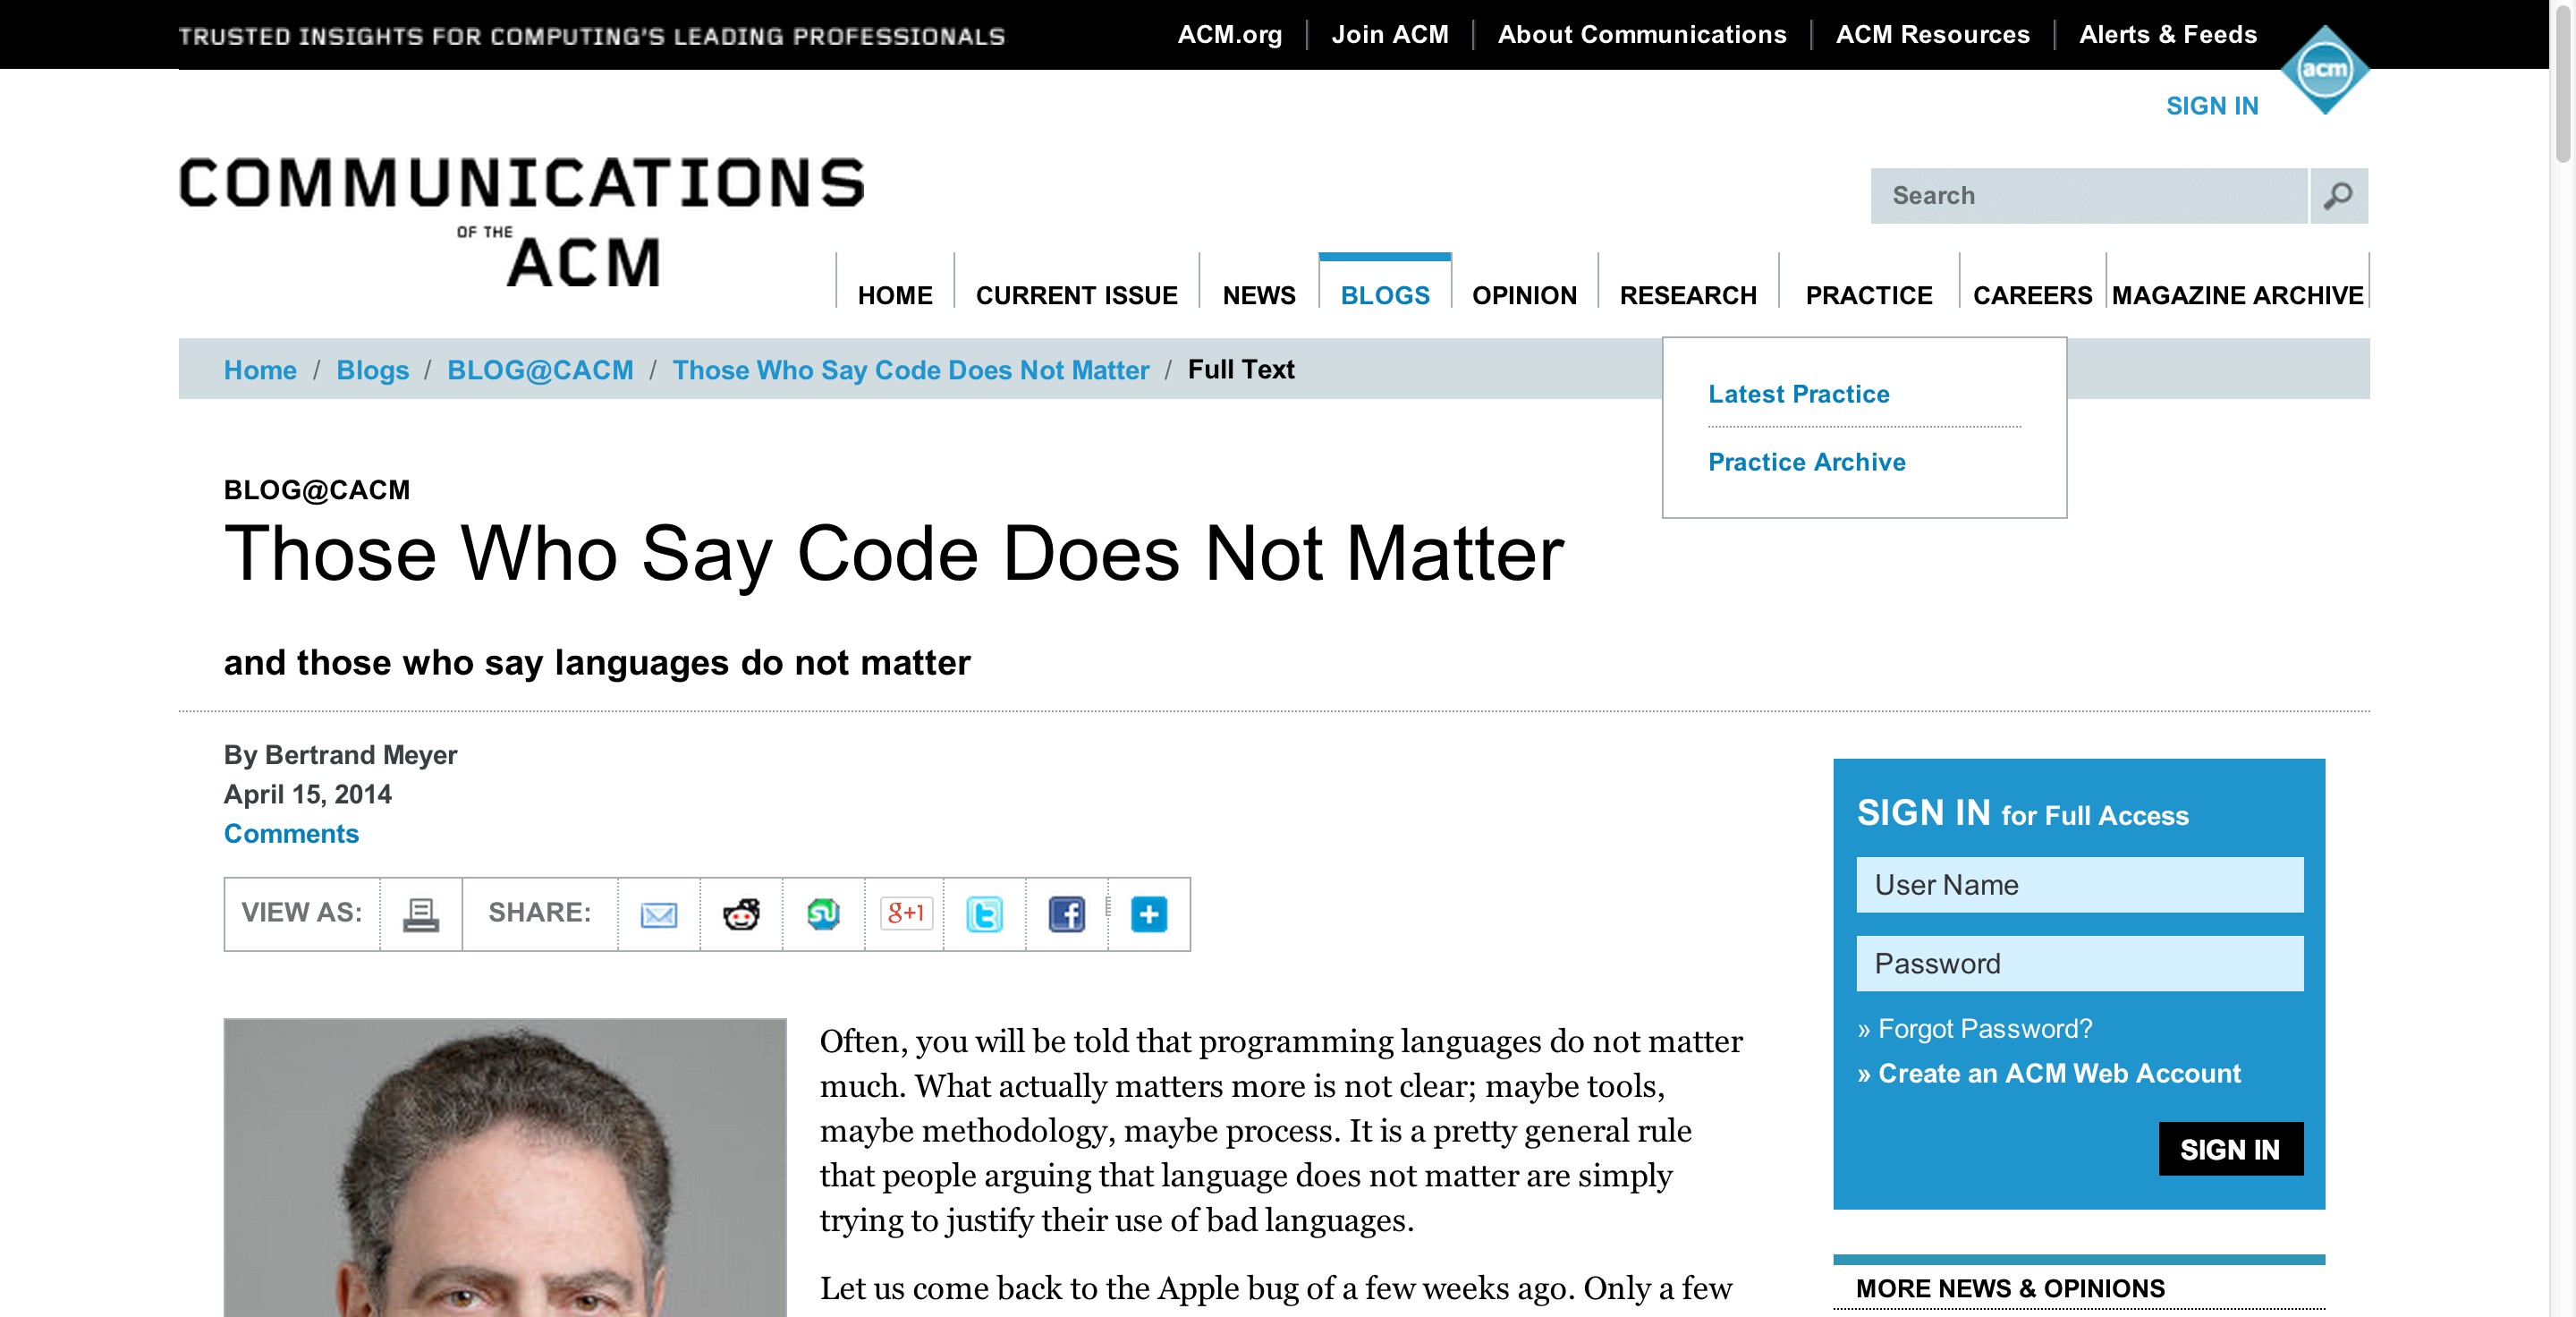 TRUSTED INSIGHTS FOR COMPUTING'S LEADING PROFESSIONALS
ACM.org
Join ACM
About Communications
ACM Resources
Alerts & Feeds
acm
SIGN IN
COMMUNICATIONS
OF THE
ACM
Search
HOME
CURRENT ISSUE
NEWS
BLOGS
OPINION
RESEARCH
PRACTICE
CAREERS
MAGAZINE ARCHIVE
Home / Blogs / BLOG@CACM / Those Who Say Code Does Not Matter / Full Text
Latest Practice
Practice Archive
BLOG@CACM
Those Who Say Code Does Not Matter
and those who say languages do not matter
By Bertrand Meyer
April 15, 2014
Comments
VIEW AS:
SHARE:
SU
g+1
t
f
+
Often, you will be told that programming languages do not matter
much. What actually matters more is not clear; maybe tools,
maybe methodology, maybe process. It is a pretty general rule
that people arguing that language does not matter are simply
trying to justify their use of bad languages.
Let us come back to the Apple bug of a few weeks ago. Only a few
SIGN IN for Full Access
User Name
Password
» Forgot Password?
» Create an ACM Web Account
SIGN IN
MORE NEWS & OPINIONS